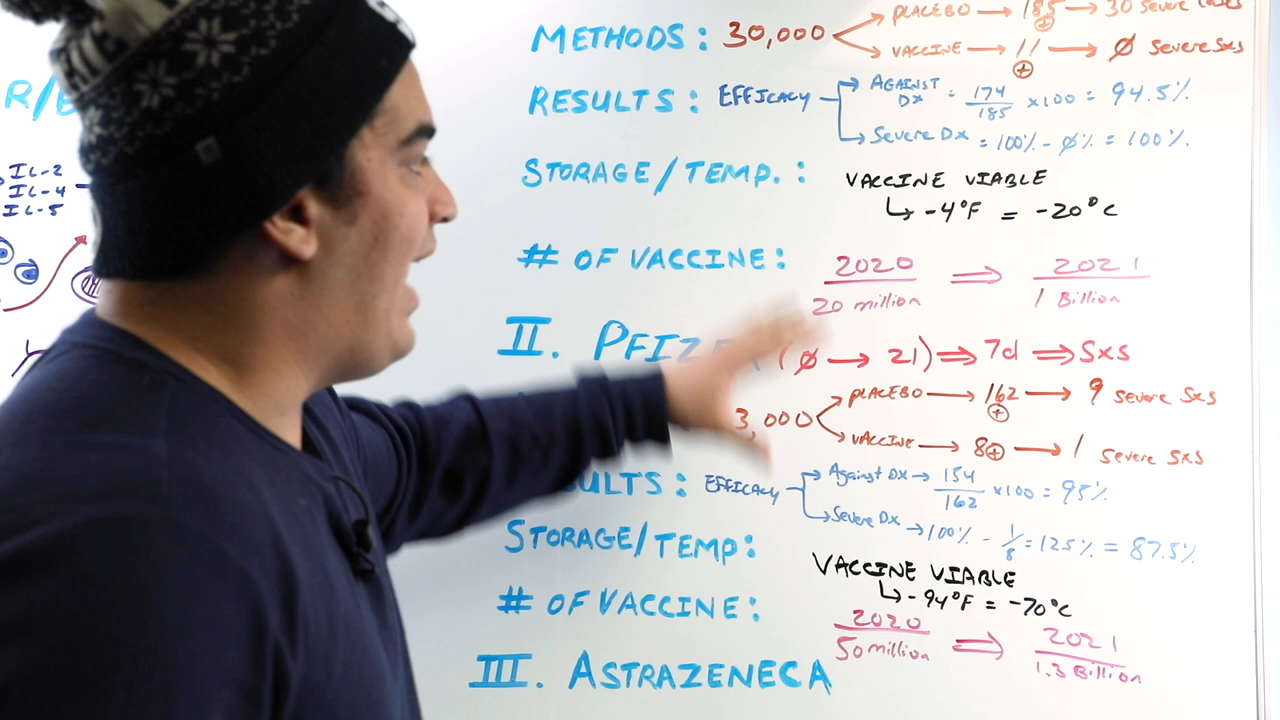 R/
IL-2
IL-4
IL-5
METHODS: 30,000
PLACEBO → 185 → 30 severe cases
⊕
VACCINE → 11 → Ø severe sxs
⊕
RESULTS: EFFICACY
AGAINST DX = 174/185 x100 = 94.5%
Severe Dx = 100% - Ø% = 100%.
STORAGE/TEMP.: VACCINE VIABLE
↳ -4°F = -20°C
# OF VACCINE: 2020 ⇒ 2021
20 million 1 Billion
II. PFIZE (Ø → 21) ⇒ 7d ⇒ SxS
3,000
PLACEBO → 162 → 9 severe sxs
⊕
VACCINE → 8⊕ → 1 severe sxs
ULTS: EFFICACY
Against Dx → 154/162 x100 = 95%
Severe Dx → 100% - 1/8 = 12.5% = 87.5%
STORAGE/TEMP: VACCINE VIABLE
↳ -94°F = -70°C
# OF VACCINE: 2020 ⇒ 2021
50 million 1.3 Billion
III. ASTRAZENECA